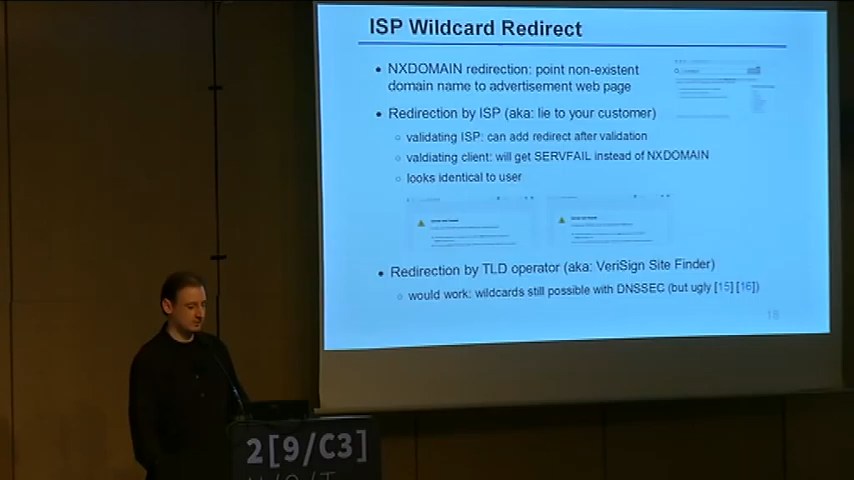 ISP Wildcard Redirect
• NXDOMAIN redirection: point non-existent
domain name to advertisement web page
• Redirection by ISP (aka: lie to your customer)
○ validating ISP: can add redirect after validation
○ valdiating client: will get SERVFAIL instead of NXDOMAIN
○ looks identical to user
• Redirection by TLD operator (aka: VeriSign Site Finder)
○ would work: wildcards still possible with DNSSEC (but ugly [15] [16])
2[9/C3]